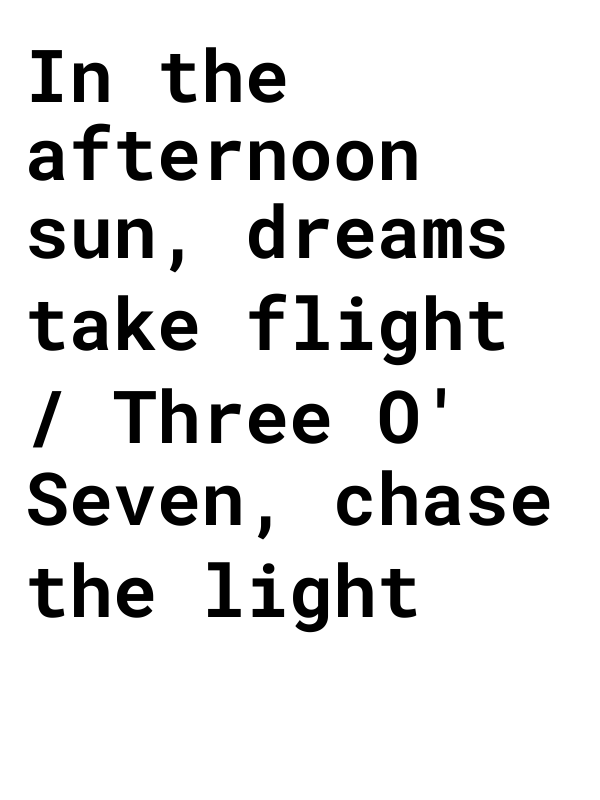 In the
afternoon
sun, dreams
take flight
/ Three O'
Seven, chase
the light